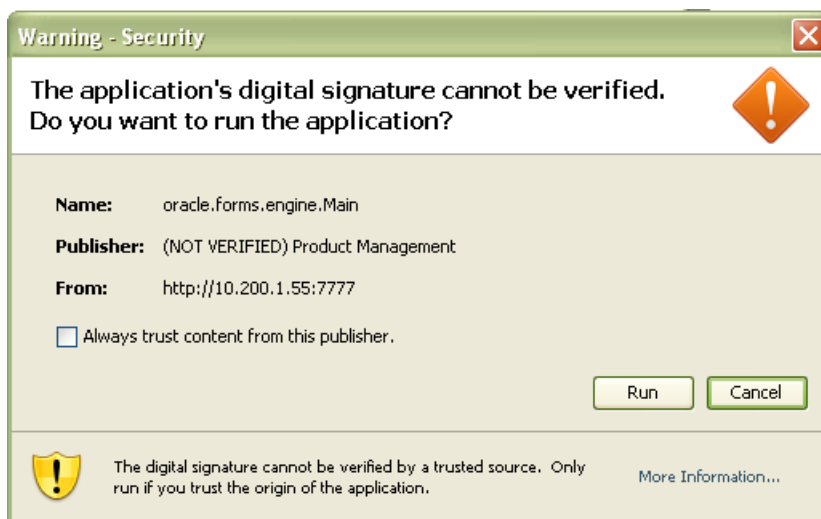 Warning - Security
The application's digital signature cannot be verified.
Do you want to run the application?
Name: oracle.forms.engine.Main
Publisher: (NOT VERIFIED) Product Management
From: http://10.200.1.55:7777
Always trust content from this publisher.
Run Cancel
The digital signature cannot be verified by a trusted source. Only
run if you trust the origin of the application.
More Information...